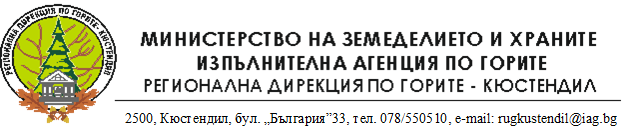 РЕГИОНАЛНА ДИРЕКЦИЯ ПО ГОРИТЕ - КЮСТЕНДИЛ
МИНИСТЕРСТВО НА ЗЕМЕДЕЛИЕТО И ХРАНИТЕ
ИЗПЪЛНИТЕЛНА АГЕНЦИЯ ПО ГОРИТЕ
РЕГИОНАЛНА ДИРЕКЦИЯ ПО ГОРИТЕ - КЮСТЕНДИЛ
2500, Кюстендил, бул. „България”33, тел. 078/550510, e-mail: rugkustendil@iag.bg